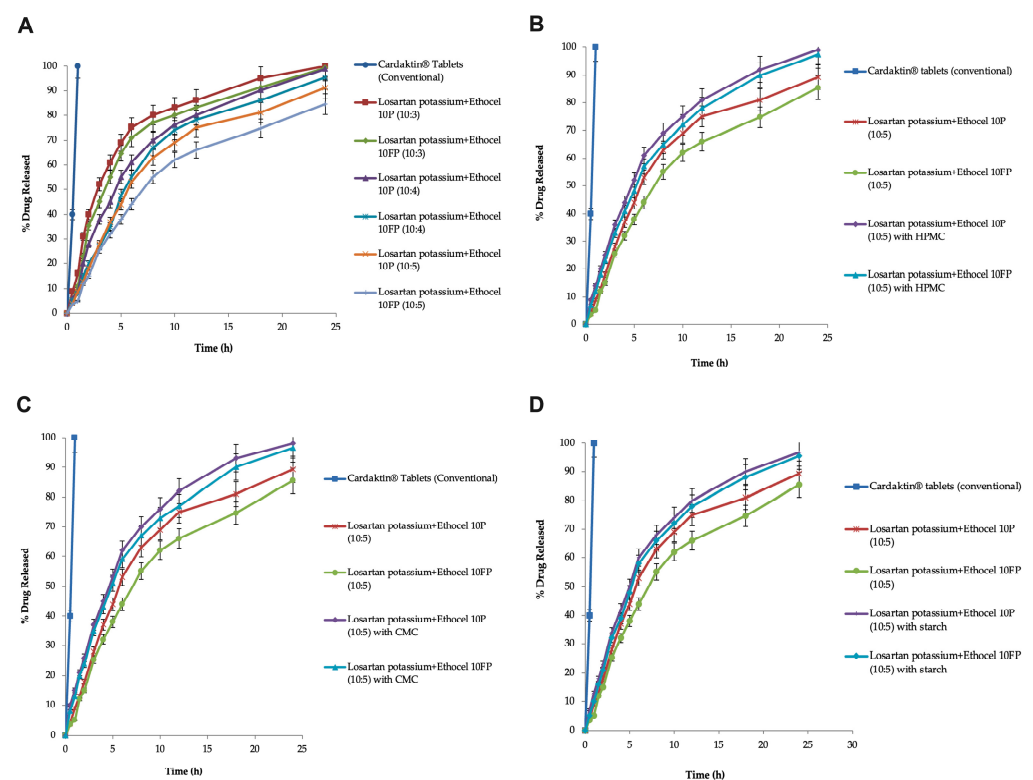 A
100
90
80
70
60
50
40
30
20
10
0
% Drug Released
0 5 10 15 20 25
Time (h)
Cardaktin® Tablets
(Conventional)
Losartan potassium+Ethocel
10P (10:3)
Losartan potassium+Ethocel
10FP (10:3)
Losartan potassium+Ethocel
10P (10:4)
Losartan potassium+Ethocel
10FP (10:4)
Losartan potassium+Ethocel
10P (10:5)
Losartan potassium+Ethocel
10FP (10:5)
B
100
90
80
70
60
50
40
30
20
10
0
% Drug Released
0 5 10 15 20 25
Time (h)
Cardaktin® tablets (conventional)
Losartan potassium+Ethocel 10P
(10:5)
Losartan potassium+Ethocel 10FP
(10:5)
Losartan potassium+Ethocel 10P
(10:5) with HPMC
Losartan potassium+Ethocel 10FP
(10:5) with HPMC
C
100
90
80
70
60
50
40
30
20
10
0
% Drug Released
0 5 10 15 20 25
Time (h)
Cardaktin® Tablets (Conventional)
Losartan potassium+Ethocel 10P
(10:5)
Losartan potassium+Ethocel 10FP
(10:5)
Losartan potassium+Ethocel 10P
(10:5) with CMC
Losartan potassium+Ethocel 10FP
(10:5) with CMC
D
100
90
80
70
60
50
40
30
20
10
0
% Drug Released
0 5 10 15 20 25 30
Time (h)
Cardaktin® tablets (conventional)
Losartan potassium+Ethocel 10P
(10:5)
Losartan potassium+Ethocel 10FP
(10:5)
Losartan potassium+Ethocel 10P
(10:5) with starch
Losartan potassium+Ethocel 10FP
(10:5) with starch